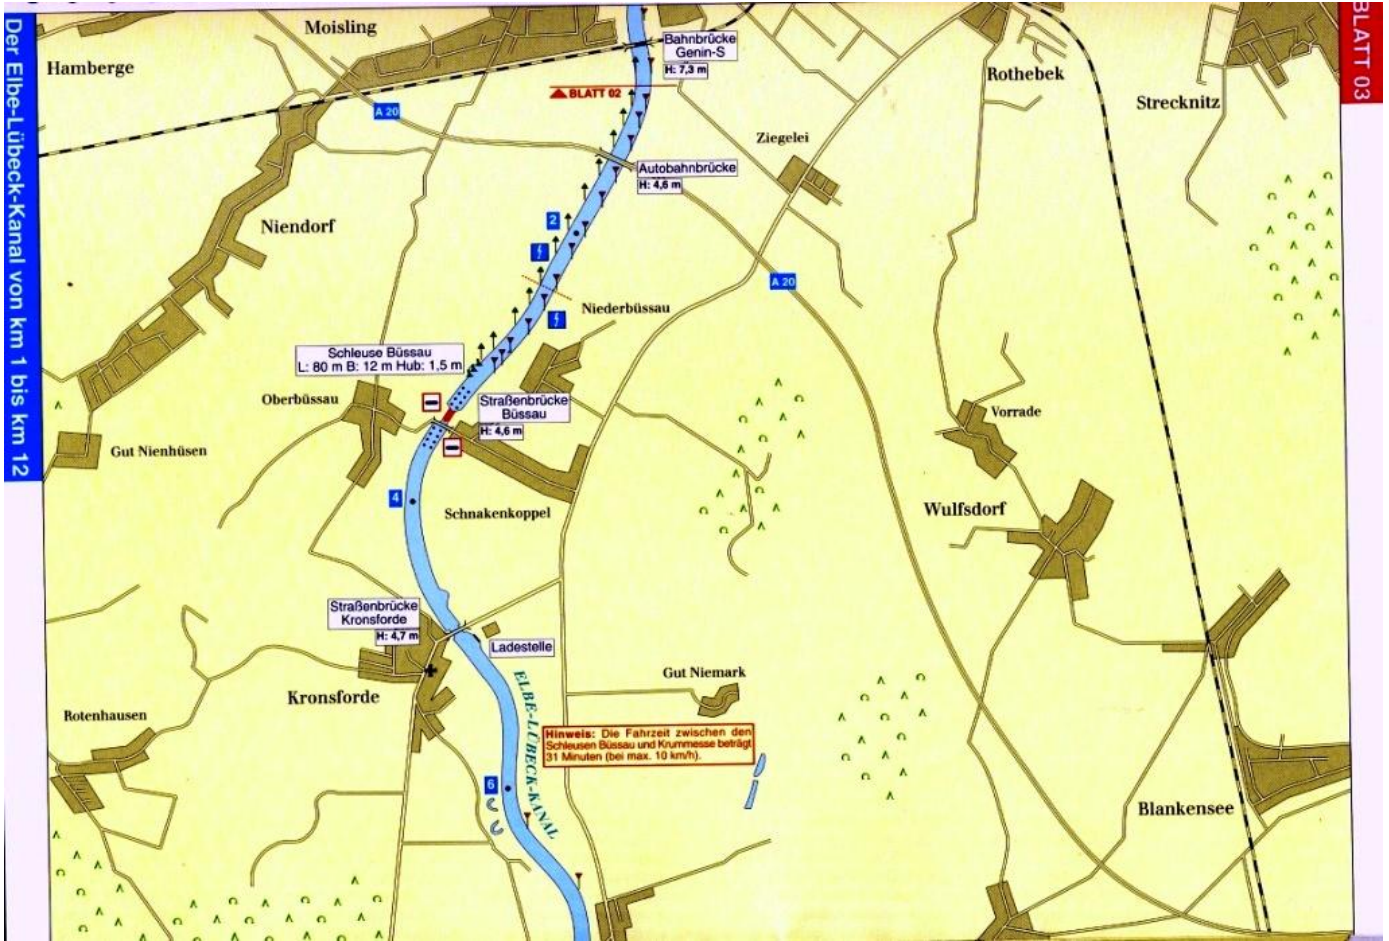 Der Elbe-Lübeck-Kanal von km 1 bis km 12
BLATT 03
Moisling
Hamberge
Bahnbrücke
Genin-S
H: 7,3 m
BLATT 02
Rothebek
Strecknitz
A 20
Ziegelei
Autobahnbrücke
H: 4,6 m
Niendorf
2
A 20
Niederbüssau
Schleuse Büssau
L: 80 m B: 12 m Hub: 1,5 m
Oberbüssau
Straßenbrücke
Büssau
H: 4,6 m
Vorrade
Gut Nienhüsen
4
Schnakenkoppel
Wulfsdorf
Straßenbrücke
Kronsforde
H: 4,7 m
Ladestelle
Gut Niemark
Kronsforde
Rotenhausen
ELBE-LÜBECK-KANAL
Hinweis: Die Fahrzeit zwischen den
Schleusen Büssau und Krummesse beträgt
31 Minuten (bei max. 10 km/h).
6
Blankensee